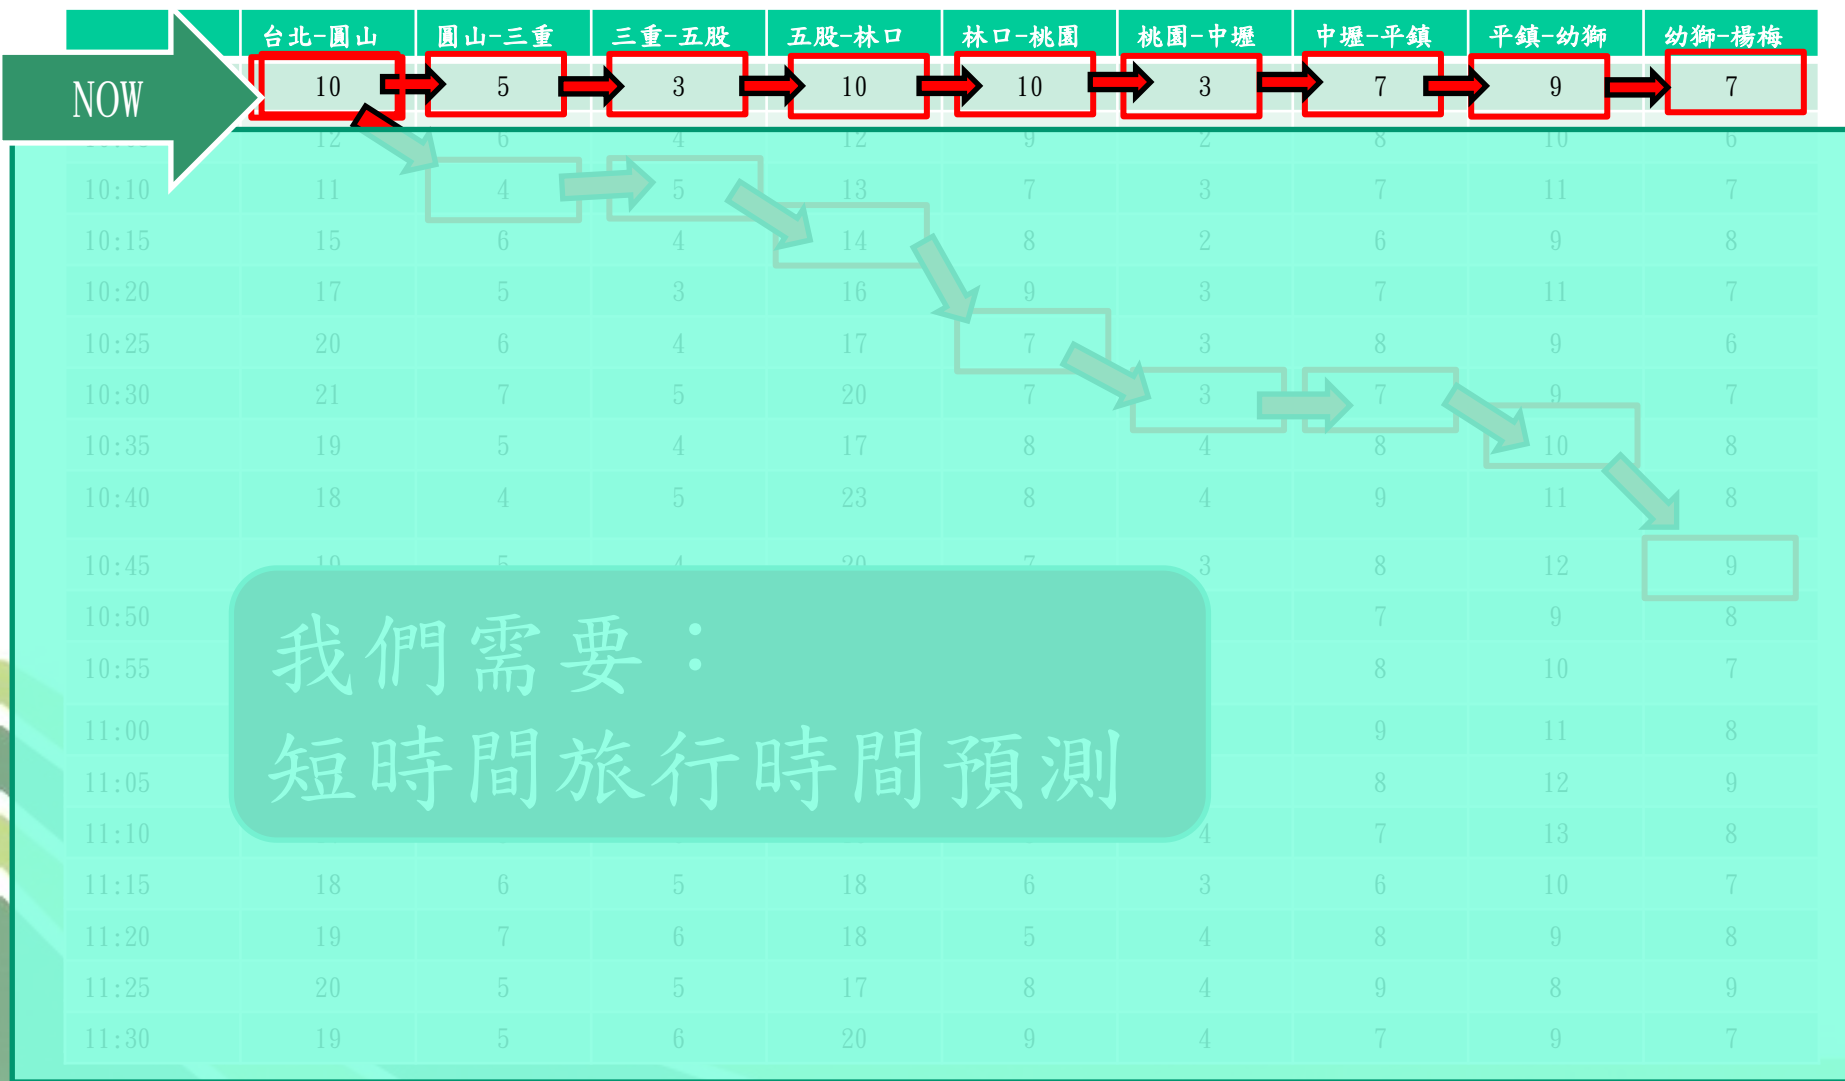 台北-圓山 圓山-三重 三重-五股 五股-林口 林口-桃園 桃園-中壢 中壢-平鎮 平鎮-幼獅 幼獅-楊梅
NOW 10 5 3 10 10 3 7 9 7
12 6 4 12 9 2 8 10 6
10:10 11 4 5 13 7 3 7 11 7
10:15 15 6 4 14 8 2 6 9 8
10:20 17 5 3 16 9 3 7 11 7
10:25 20 6 4 17 7 3 8 9 6
10:30 21 7 5 20 7 3 7 9 7
10:35 19 5 4 17 8 4 8 10 8
10:40 18 4 5 23 8 4 9 11 8
10:45 10 5 4 20 7 3 8 12 9
10:50 7 9 8
10:55 8 10 7
11:00 9 11 8
11:05 8 12 9
11:10 4 7 13 8
我們需要：
短時間旅行時間預測
11:15 18 6 5 18 6 3 6 10 7
11:20 19 7 6 18 5 4 8 9 8
11:25 20 5 5 17 8 4 9 8 9
11:30 19 5 6 20 9 4 7 9 7